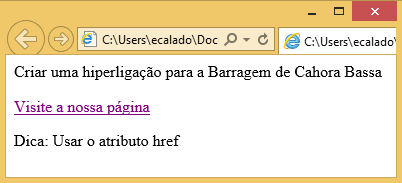 C:\Users\ecalado\Doc
C:\Users\ecalado\
Criar uma hiperligação para a Barragem de Cahora Bassa
Visite a nossa página
Dica: Usar o atributo href